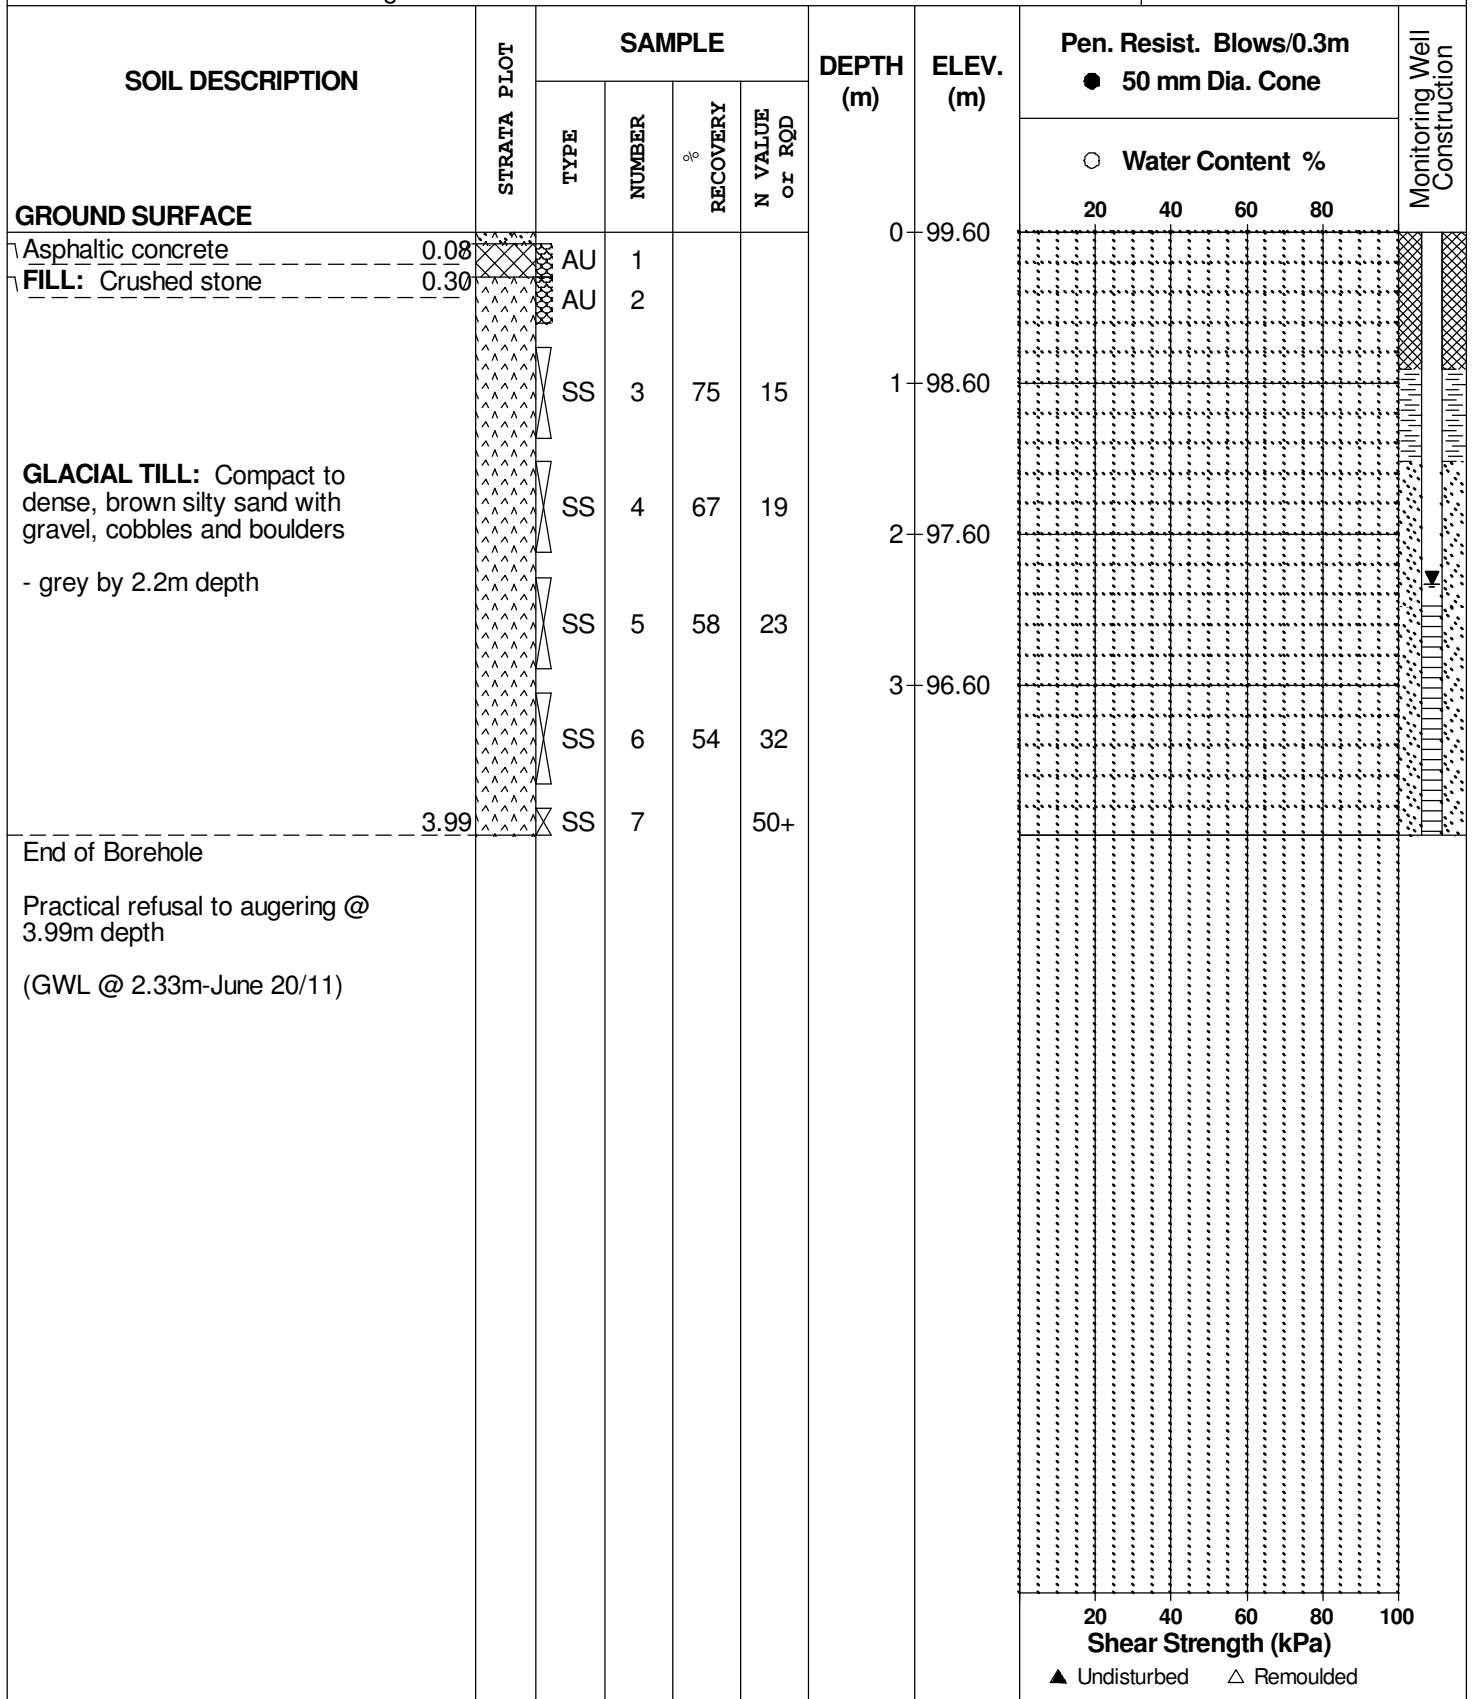 SOIL DESCRIPTION
STRATA PLOT
SAMPLE
TYPE
NUMBER
% RECOVERY
N VALUE or RQD
DEPTH (m)
ELEV. (m)
Pen. Resist. Blows/0.3m
● 50 mm Dia. Cone
○ Water Content %
20 40 60 80
Monitoring Well Construction
GROUND SURFACE
0 99.60
Asphaltic concrete 0.08
AU 1
FILL: Crushed stone 0.30
AU 2
SS 3 75 15
1 98.60
GLACIAL TILL: Compact to
dense, brown silty sand with
gravel, cobbles and boulders
SS 4 67 19
2 97.60
- grey by 2.2m depth
SS 5 58 23
3 96.60
SS 6 54 32
3.99
SS 7 50+
End of Borehole
Practical refusal to augering @
3.99m depth
(GWL @ 2.33m-June 20/11)
20 40 60 80 100
Shear Strength (kPa)
▲ Undisturbed △ Remoulded